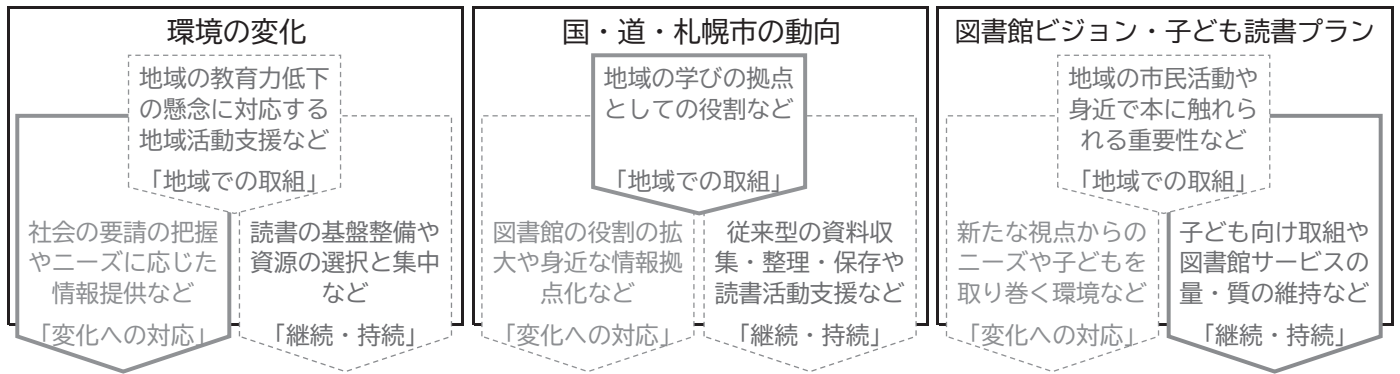 環境の変化
地域の教育力低下
の懸念に対応する
地域活動支援など
「地域での取組」
社会の要請の把握
やニーズに応じた
情報提供など
「変化への対応」
読書の基盤整備や
資源の選択と集中
など
「継続・持続」
国・道・札幌市の動向
地域の学びの拠点
としての役割など
「地域での取組」
図書館の役割の拡
大や身近な情報拠
点化など
「変化への対応」
従来型の資料収
集・整理・保存や
読書活動支援など
「継続・持続」
図書館ビジョン・子ども読書プラン
地域の市民活動や
身近で本に触れら
れる重要性など
「地域での取組」
新たな視点からの
ニーズや子どもを
取り巻く環境など
「変化への対応」
子ども向け取組や
図書館サービスの
量・質の維持など
「継続・持続」